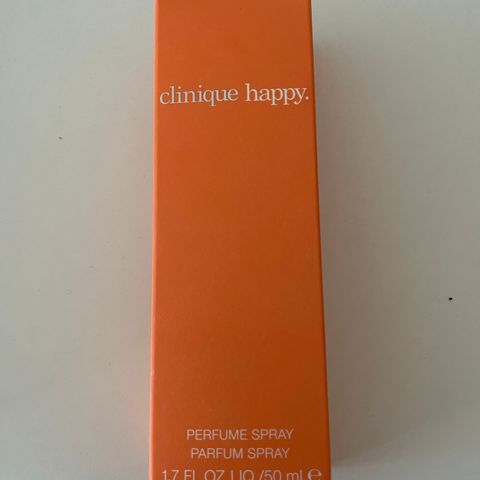 clinique happy.
PERFUME SPRAY
PARFUM SPRAY
1.7 FL.OZ.LIQ./50 ml ℮